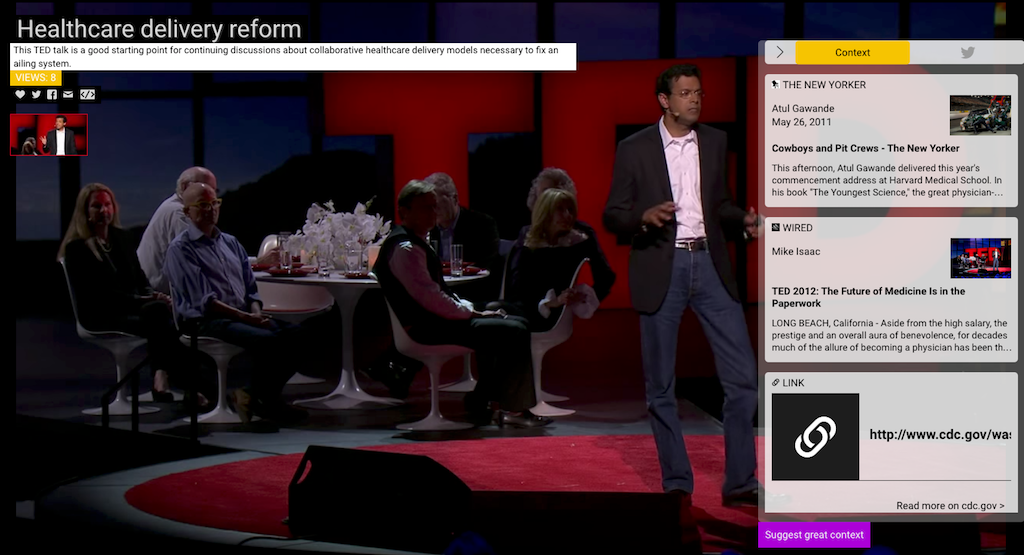 Healthcare delivery reform
This TED talk is a good starting point for continuing discussions about collaborative healthcare delivery models necessary to fix an
ailing system.
VIEWS: 8
Context
THE NEW YORKER
Atul Gawande
May 26, 2011
Cowboys and Pit Crews - The New Yorker
This afternoon, Atul Gawande delivered this year's
commencement address at Harvard Medical School. In
his book "The Youngest Science," the great physician-...
WIRED
Mike Isaac
TED 2012: The Future of Medicine Is in the
Paperwork
LONG BEACH, California - Aside from the high salary, the
prestige and an overall aura of benevolence, for decades
much of the allure of becoming a physician has been th...
LINK
http://www.cdc.gov/was
Read more on cdc.gov >
Suggest great context